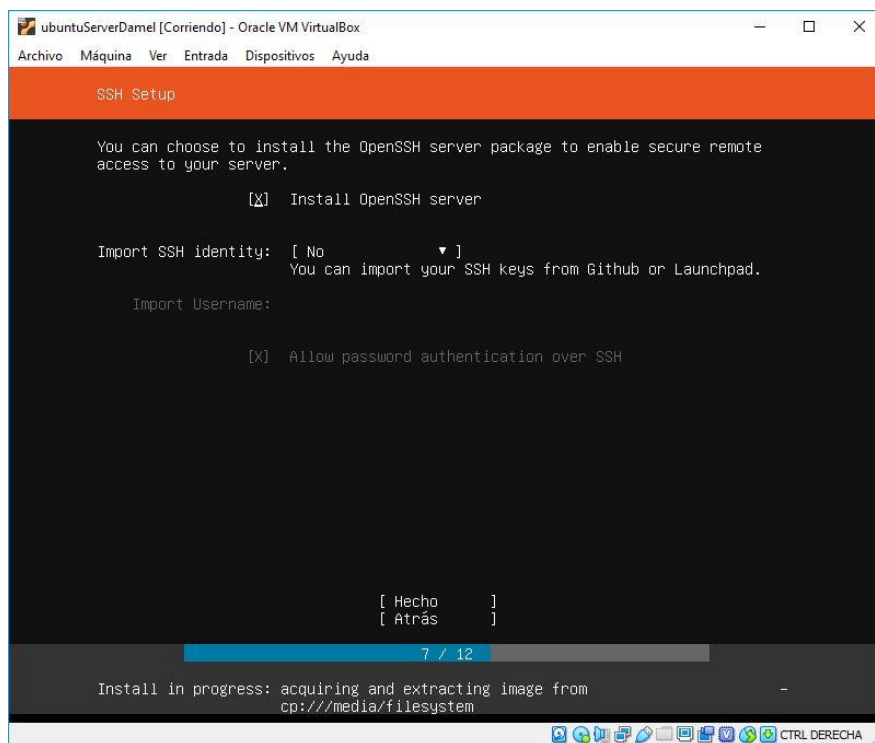 ubuntuServerDamel [Corriendo] - Oracle VM VirtualBox
Archivo Máquina Ver Entrada Dispositivos Ayuda
SSH Setup
You can choose to install the OpenSSH server package to enable secure remote
access to your server.
[X] Install OpenSSH server
Import SSH identity: [ No ▼ ]
You can import your SSH keys from Github or Launchpad.
Import Username:
[X] Allow password authentication over SSH
[ Hecho ]
[ Atrás ]
7 / 12
Install in progress: acquiring and extracting image from -
cp:///media/filesystem
CTRL DERECHA